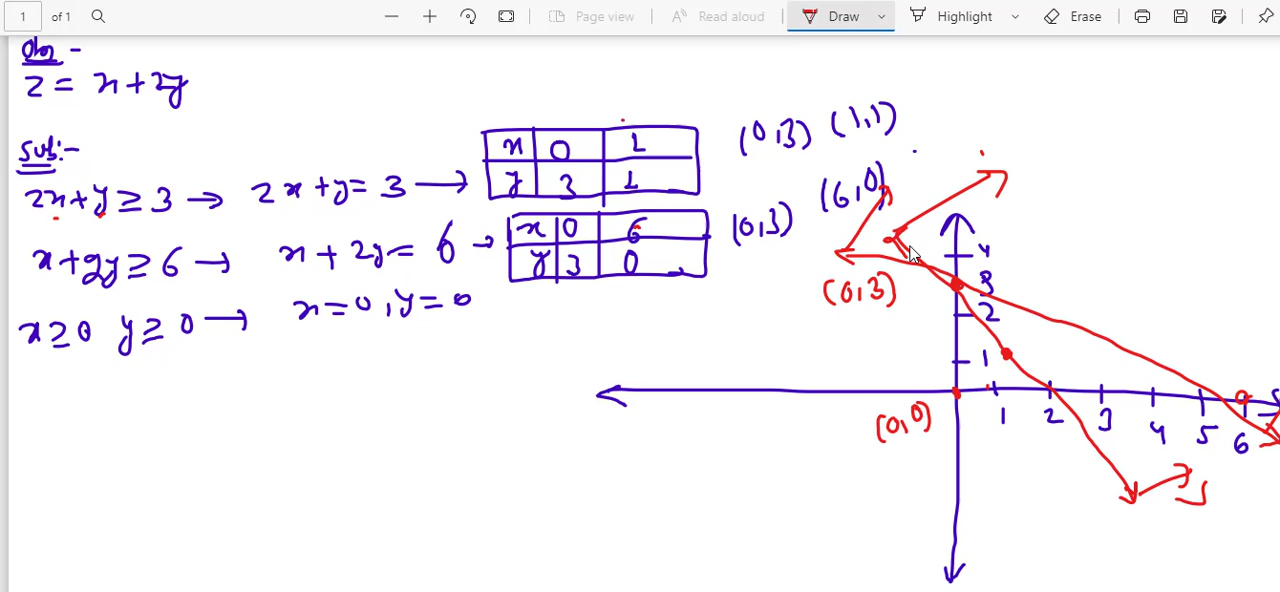 1 of 1 Page view Read aloud Draw Highlight Erase
Obj -
Z = x+2y
Sub:-
2x+y ≥ 3 → 2x+y= 3 →
x 0 1
y 3 1
(0,3) (1,1)
x+2y ≥ 6 → x + 2y = 6 →
x 0 6
y 3 0
(0,3) (6,0)
x ≥ 0 y ≥ 0 → x=0, y=0
(0,3)
4
3
2
1
(0,0)
1 2 3 4 5 6